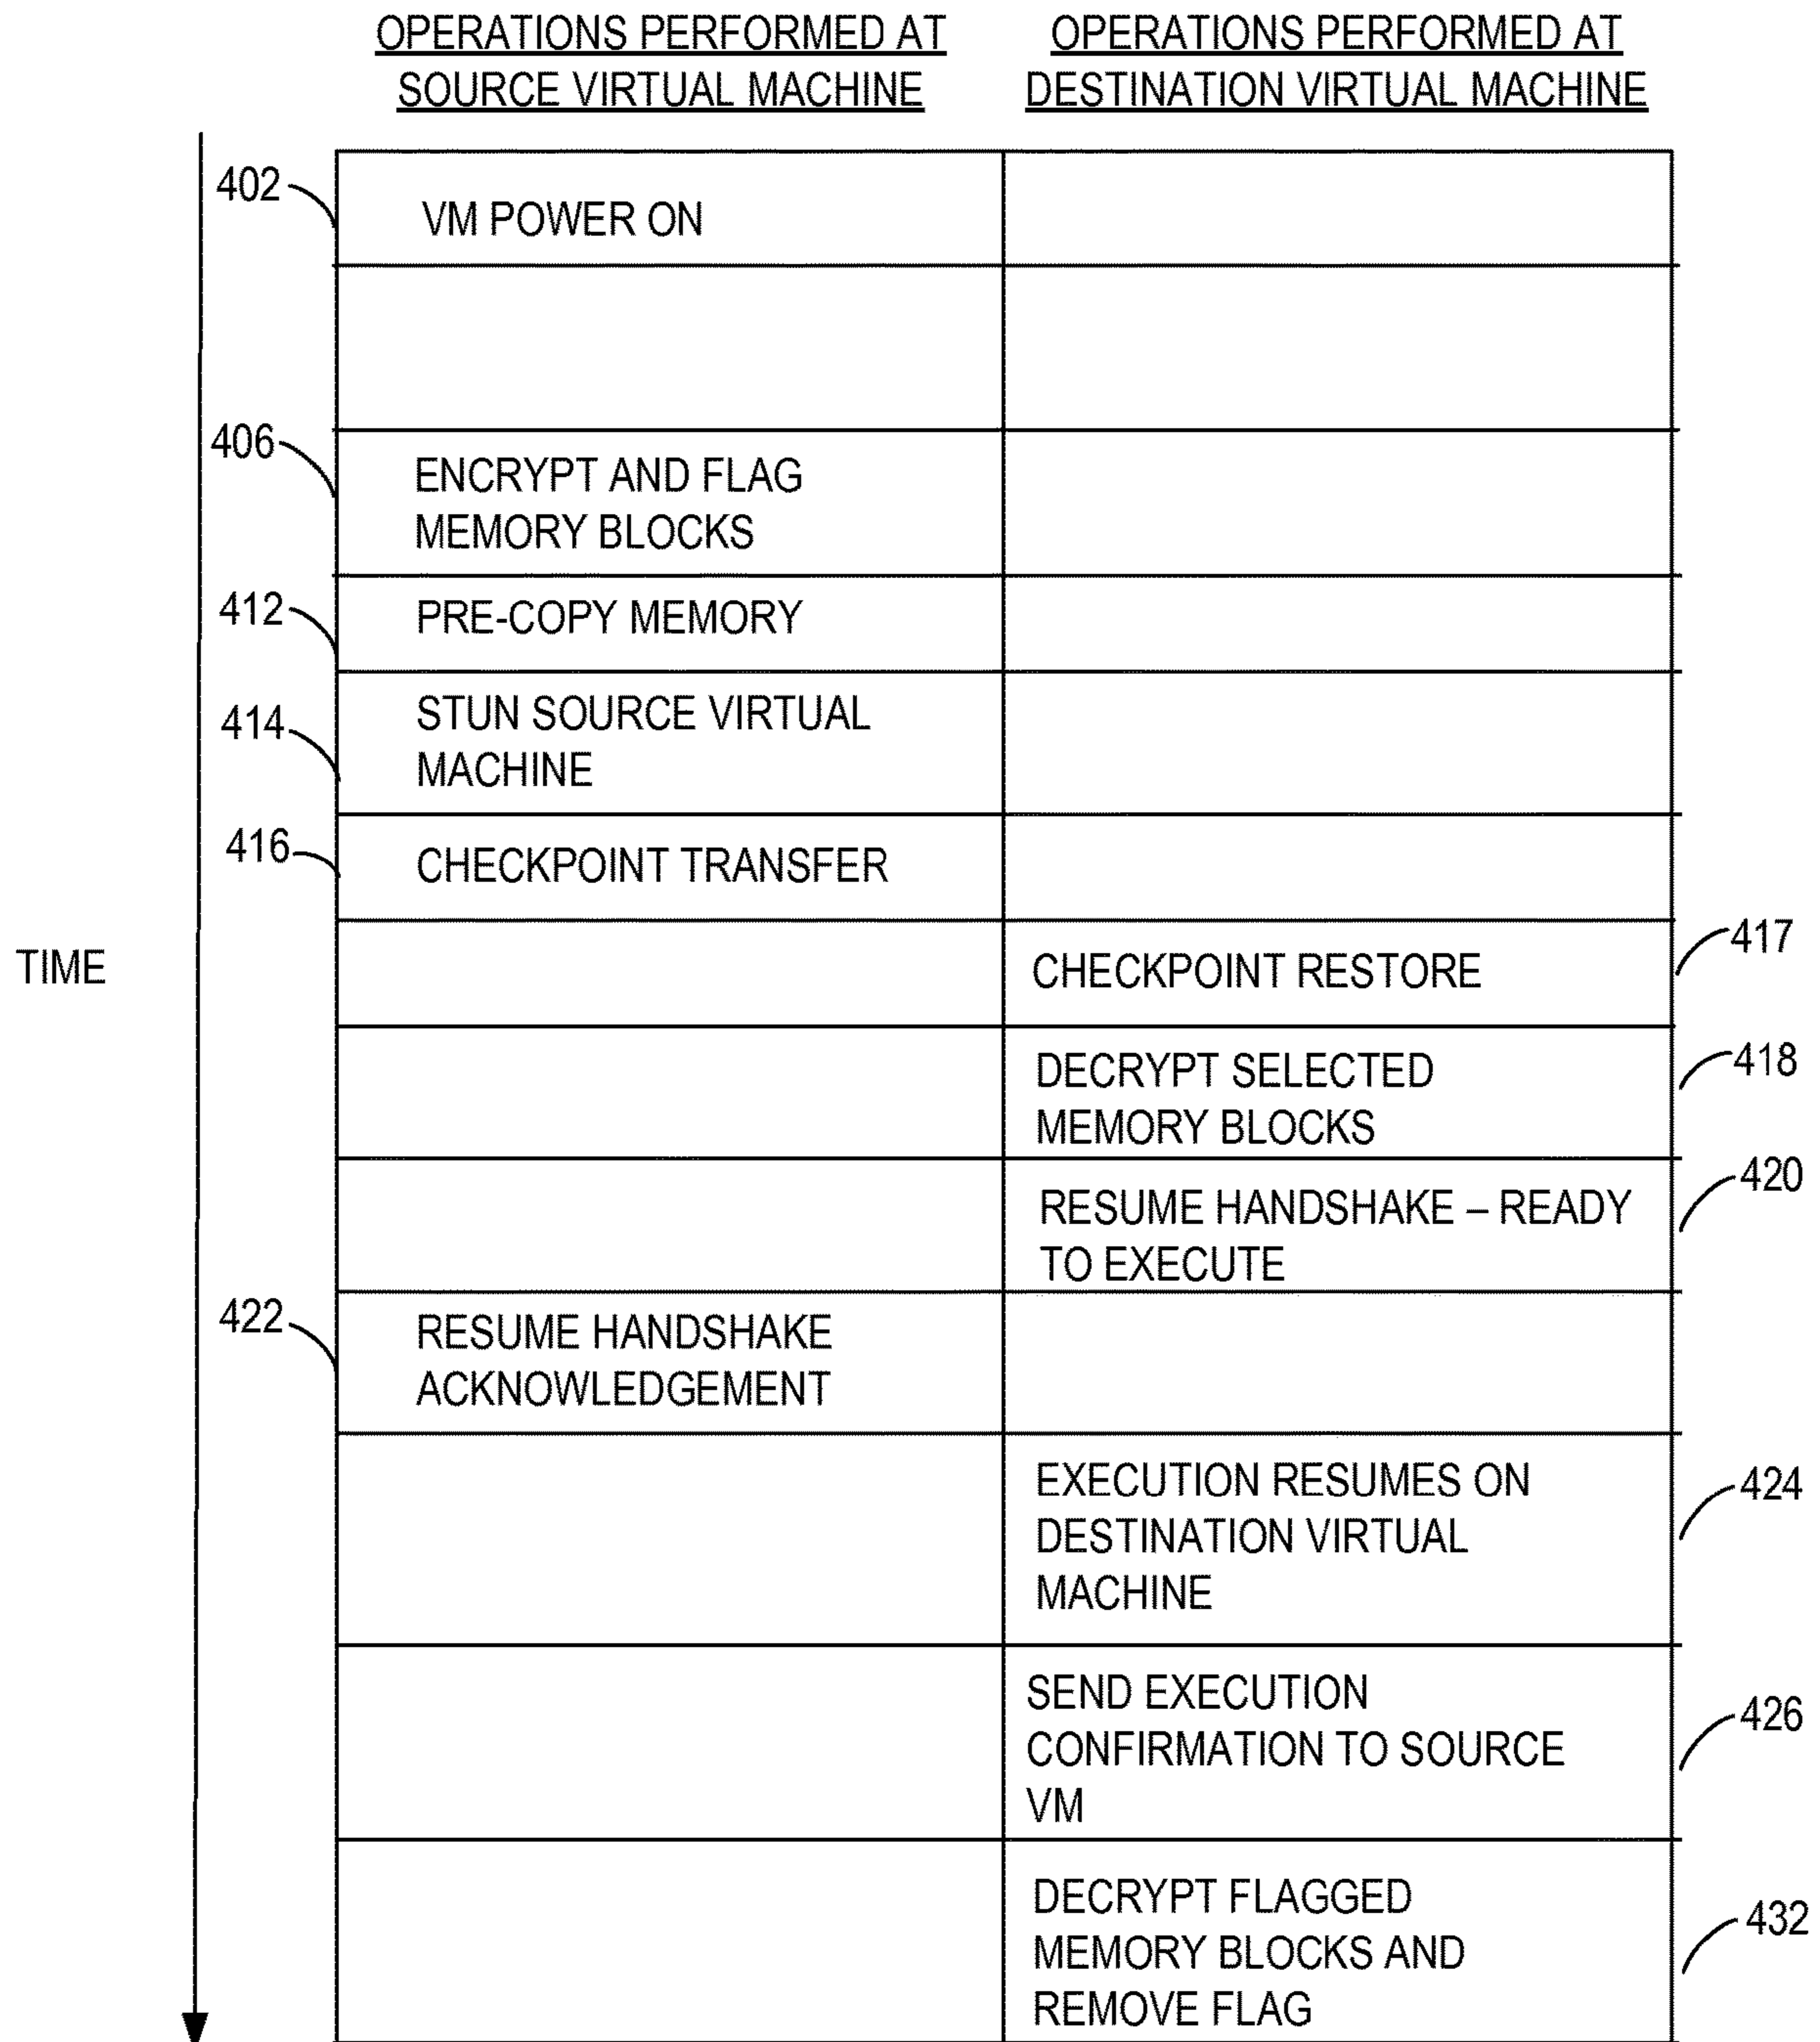 OPERATIONS PERFORMED AT
SOURCE VIRTUAL MACHINE
OPERATIONS PERFORMED AT
DESTINATION VIRTUAL MACHINE
402
VM POWER ON
406
ENCRYPT AND FLAG
MEMORY BLOCKS
412
PRE-COPY MEMORY
414
STUN SOURCE VIRTUAL
MACHINE
416
CHECKPOINT TRANSFER
TIME
CHECKPOINT RESTORE
417
DECRYPT SELECTED
MEMORY BLOCKS
418
RESUME HANDSHAKE – READY
TO EXECUTE
420
422
RESUME HANDSHAKE
ACKNOWLEDGEMENT
EXECUTION RESUMES ON
DESTINATION VIRTUAL
MACHINE
424
SEND EXECUTION
CONFIRMATION TO SOURCE
VM
426
DECRYPT FLAGGED
MEMORY BLOCKS AND
REMOVE FLAG
432